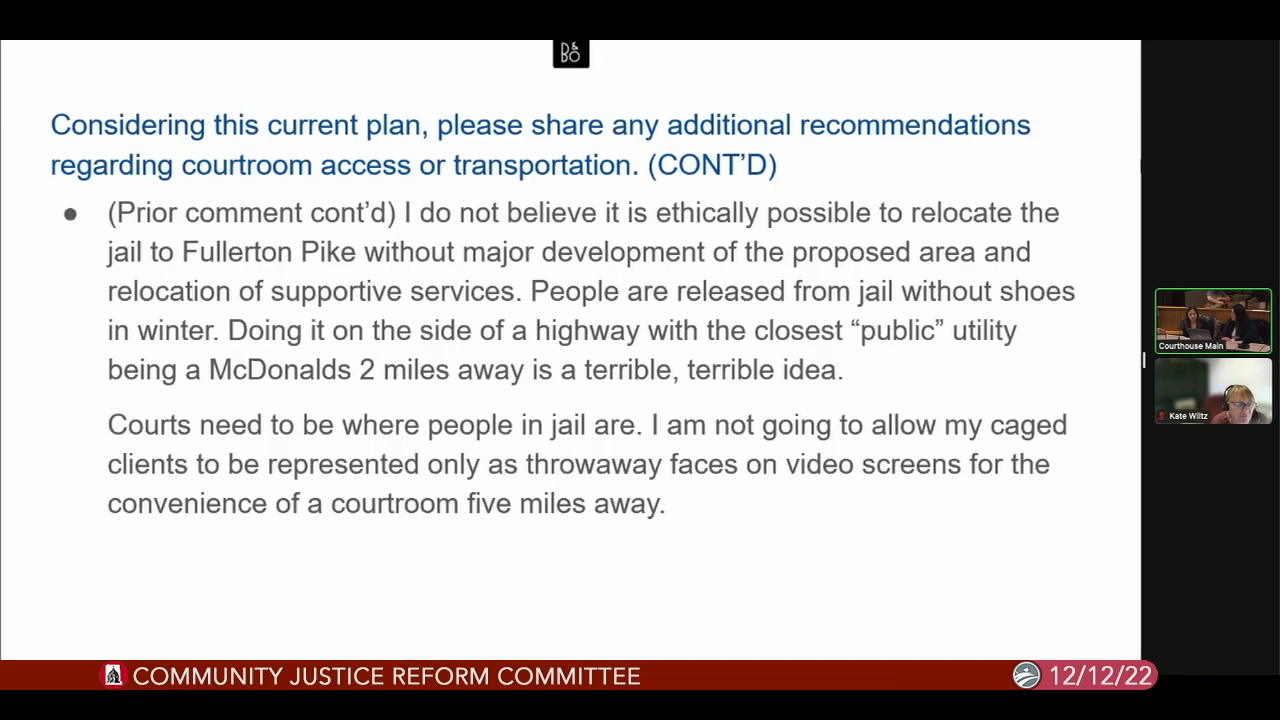 B&
BO
Considering this current plan, please share any additional recommendations
regarding courtroom access or transportation. (CONT’D)
● (Prior comment cont’d) I do not believe it is ethically possible to relocate the
jail to Fullerton Pike without major development of the proposed area and
relocation of supportive services. People are released from jail without shoes
in winter. Doing it on the side of a highway with the closest “public” utility
being a McDonalds 2 miles away is a terrible, terrible idea.
Courts need to be where people in jail are. I am not going to allow my caged
clients to be represented only as throwaway faces on video screens for the
convenience of a courtroom five miles away.
Courthouse Main
Kate Wiltz
COMMUNITY JUSTICE REFORM COMMITTEE
12/12/22